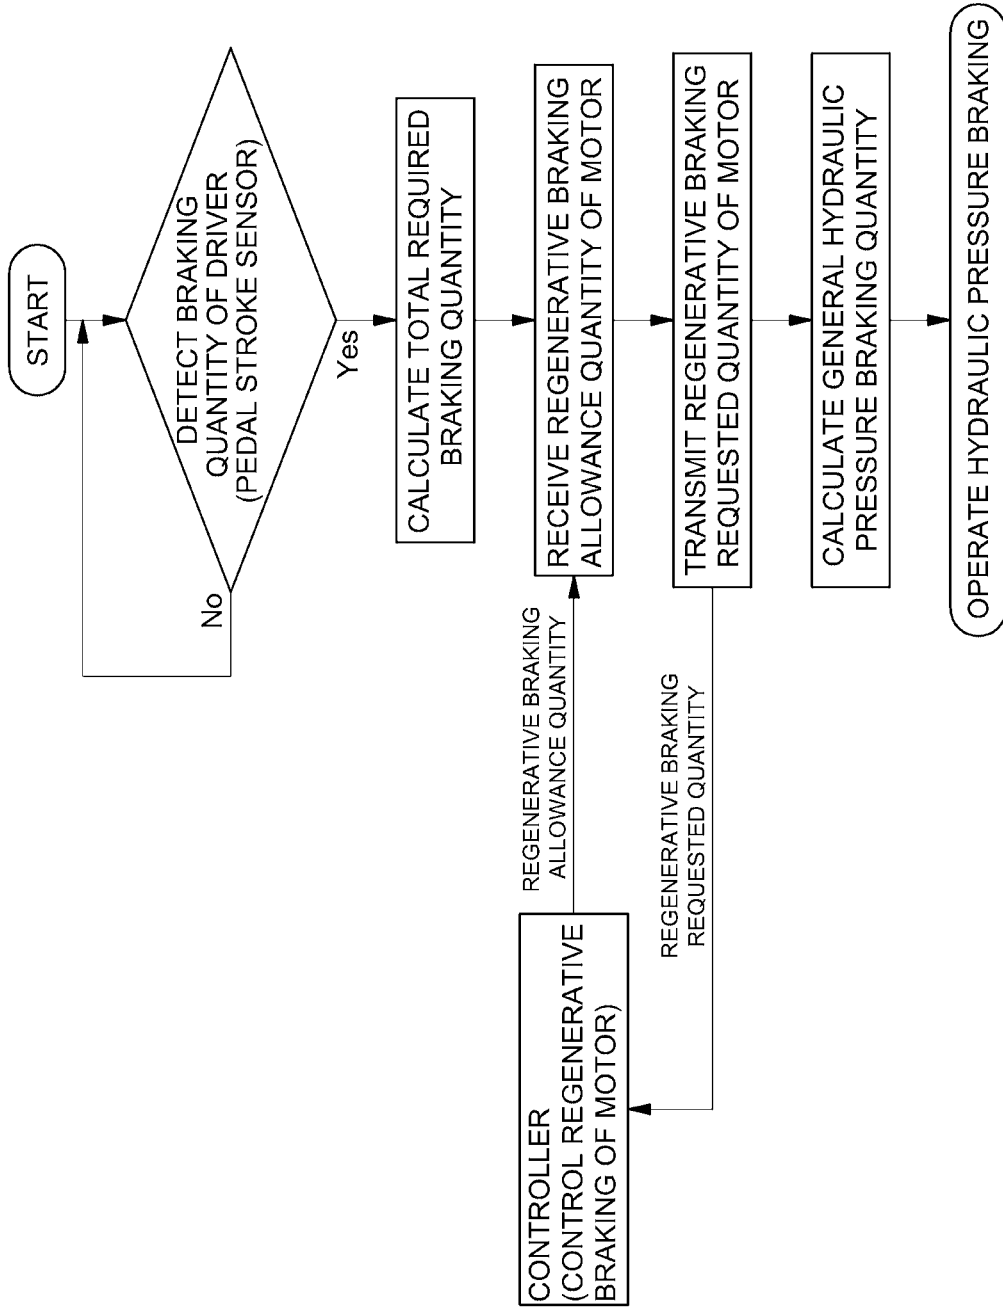 START
DETECT BRAKING
QUANTITY OF DRIVER
(PEDAL STROKE SENSOR)
No
Yes
CALCULATE TOTAL REQUIRED
BRAKING QUANTITY
CONTROLLER
(CONTROL REGENERATIVE
BRAKING OF MOTOR)
REGENERATIVE BRAKING
ALLOWANCE QUANTITY
RECEIVE REGENERATIVE BRAKING
ALLOWANCE QUANTITY OF MOTOR
REGENERATIVE BRAKING
REQUESTED QUANTITY
TRANSMIT REGENERATIVE BRAKING
REQUESTED QUANTITY OF MOTOR
CALCULATE GENERAL HYDRAULIC
PRESSURE BRAKING QUANTITY
OPERATE HYDRAULIC PRESSURE BRAKING